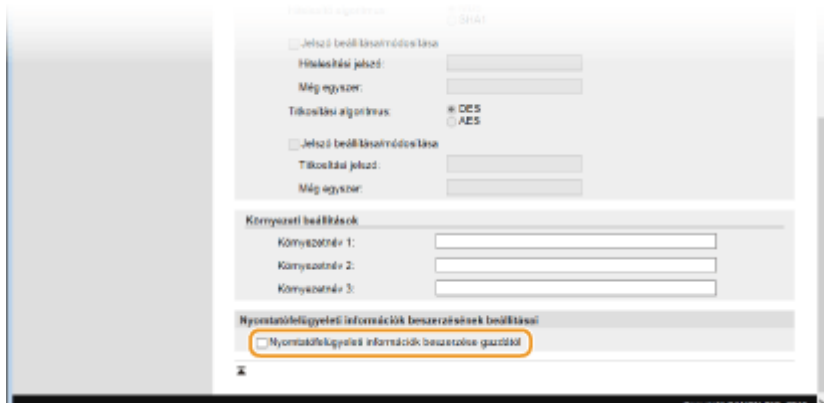 SHA1
Jelszó beállítása/módosítása
Hitelesítési jelszó:
Még egyszer:
Titkosítási algoritmus:
DES
AES
Jelszó beállítása/módosítása
Titkosítási jelszó:
Még egyszer:
Környezeti beállítások
Környezetnév 1:
Környezetnév 2:
Környezetnév 3:
Nyomtatófelügyeleti információk beszerzésének beállításai
Nyomtatófelügyeleti információk beszerzése gazdától